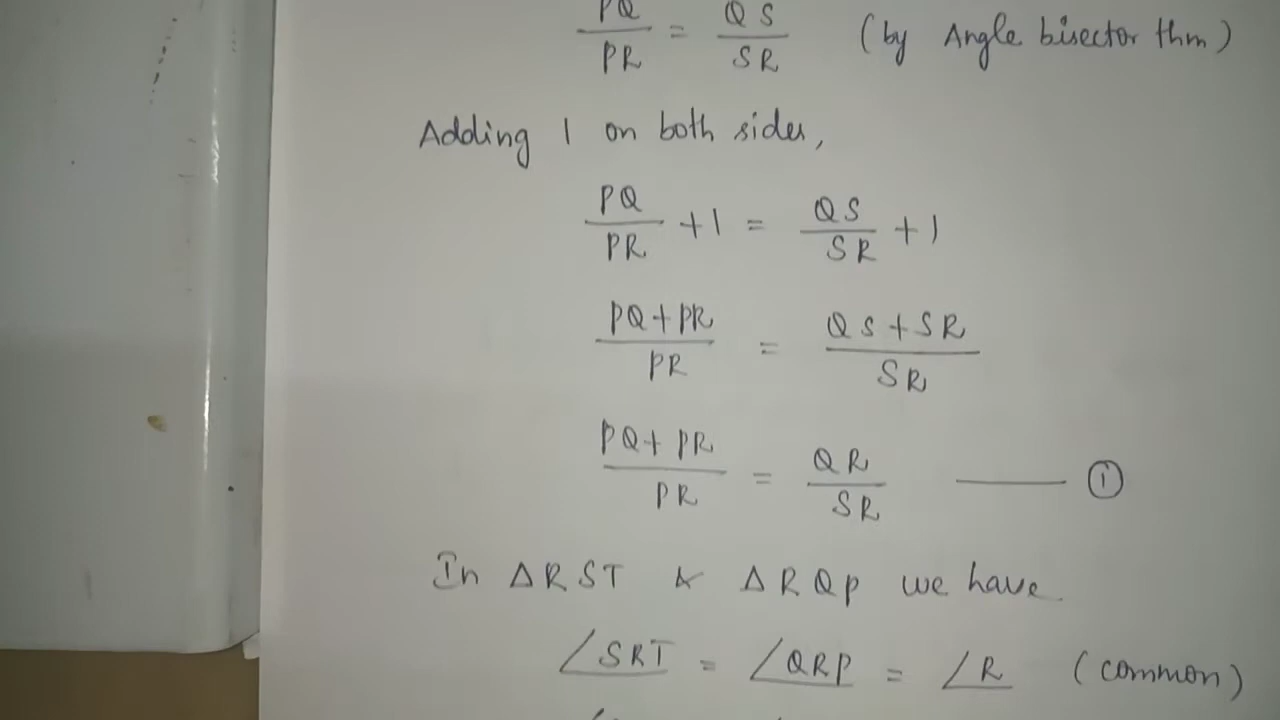 PQ/PR = QS/SR (by Angle bisector thm)
Adding 1 on both sides,
PQ/PR + 1 = QS/SR + 1
PQ + PR/PR = QS + SR/SR
PQ + PR/PR = QR/SR —— ①
In ΔRST & ΔRQP we have.
∠SRT = ∠QRP = ∠R (common)